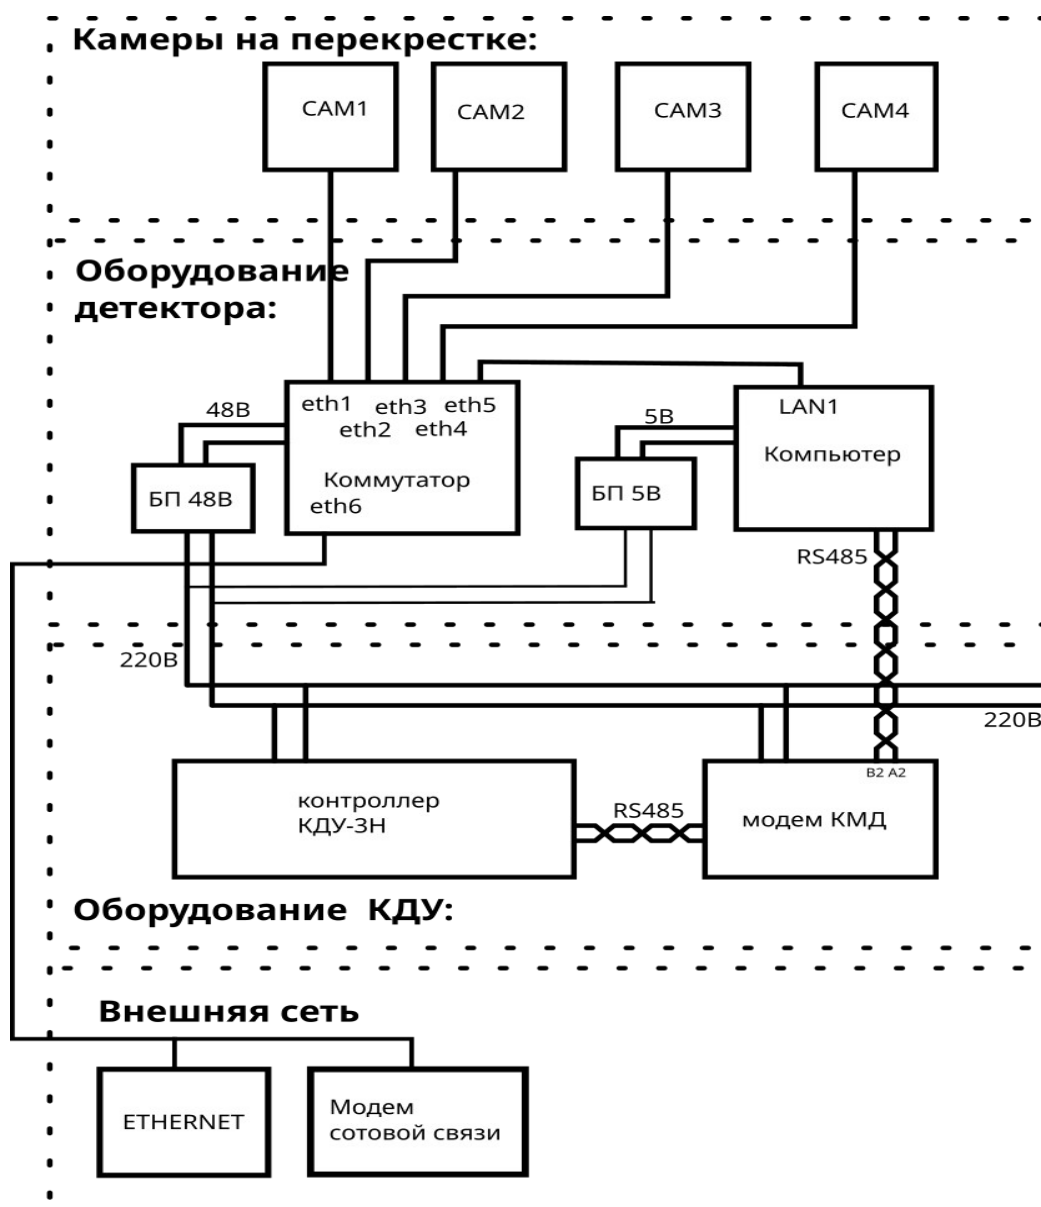 Камеры на перекрестке:
CAM1
CAM2
CAM3
CAM4
Оборудование
детектора:
48В
eth1
eth2
eth3
eth4
eth5
Коммутатор
eth6
БП 48В
5В
БП 5В
LAN1
Компьютер
RS485
220В
220В
контроллер
КДУ-3Н
RS485
B2 A2
модем КМД
Оборудование КДУ:
Внешняя сеть
ETHERNET
Модем
сотовой связи